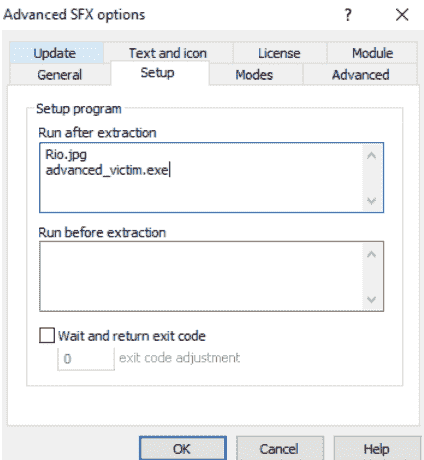 Advanced SFX options
?
Update Text and icon License Module
General Setup Modes Advanced
Setup program
Run after extraction
Rio.jpg
advanced_victim.exe
Run before extraction
Wait and return exit code
0 exit code adjustment
OK Cancel Help